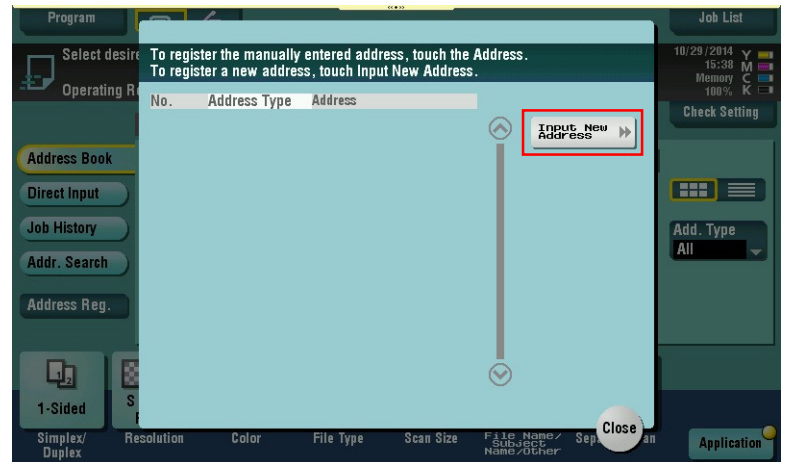 Program
Job List
Select desire
Operating R
10/29/2014
15:38
Memory
100%
Y
M
C
K
Check Setting
To register the manually entered address, touch the Address.
To register a new address, touch Input New Address.
No. Address Type Address
Input New
Address
Address Book
Direct Input
Job History
Addr. Search
Address Reg.
Add. Type
All
1-Sided
S
Close
Simplex/
Duplex
Resolution
Color
File Type
Scan Size
File Name/
Subject
Name/Other
Sep
an
Application